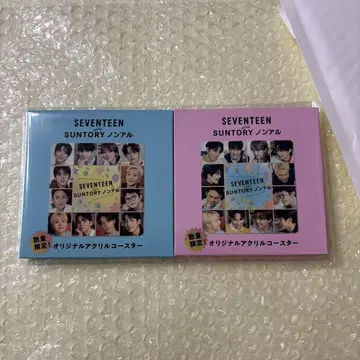 SEVENTEEN
SUNTORY ノンアル
SEVENTEEN
SUNTORY ノンアル
数量
限定!
オリジナルアクリルコースター
SEVENTEEN
SUNTORY ノンアル
SEVENTEEN
SUNTORY ノンアル
数量
限定!
オリジナルアクリルコースター